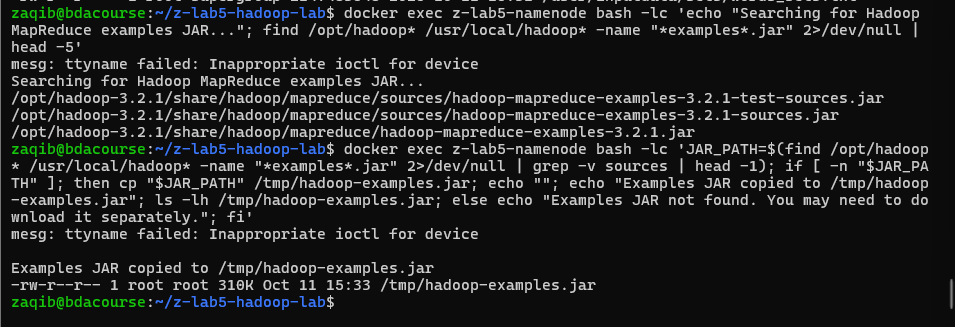 zaqib@bdacourse:~/z-lab5-hadoop-lab$ docker exec z-lab5-namenode bash -lc 'echo "Searching for Hadoop
MapReduce examples JAR..."; find /opt/hadoop* /usr/local/hadoop* -name "*examples*.jar" 2>/dev/null |
head -5'
mesg: ttyname failed: Inappropriate ioctl for device
Searching for Hadoop MapReduce examples JAR...
/opt/hadoop-3.2.1/share/hadoop/mapreduce/sources/hadoop-mapreduce-examples-3.2.1-test-sources.jar
/opt/hadoop-3.2.1/share/hadoop/mapreduce/sources/hadoop-mapreduce-examples-3.2.1-sources.jar
/opt/hadoop-3.2.1/share/hadoop/mapreduce/hadoop-mapreduce-examples-3.2.1.jar
zaqib@bdacourse:~/z-lab5-hadoop-lab$ docker exec z-lab5-namenode bash -lc 'JAR_PATH=$(find /opt/hadoop
* /usr/local/hadoop* -name "*examples*.jar" 2>/dev/null | grep -v sources | head -1); if [ -n "$JAR_PA
TH" ]; then cp "$JAR_PATH" /tmp/hadoop-examples.jar; echo ""; echo "Examples JAR copied to /tmp/hadoop
-examples.jar"; ls -lh /tmp/hadoop-examples.jar; else echo "Examples JAR not found. You may need to do
wnload it separately."; fi'
mesg: ttyname failed: Inappropriate ioctl for device
Examples JAR copied to /tmp/hadoop-examples.jar
-rw-r--r-- 1 root root 310K Oct 11 15:33 /tmp/hadoop-examples.jar
zaqib@bdacourse:~/z-lab5-hadoop-lab$